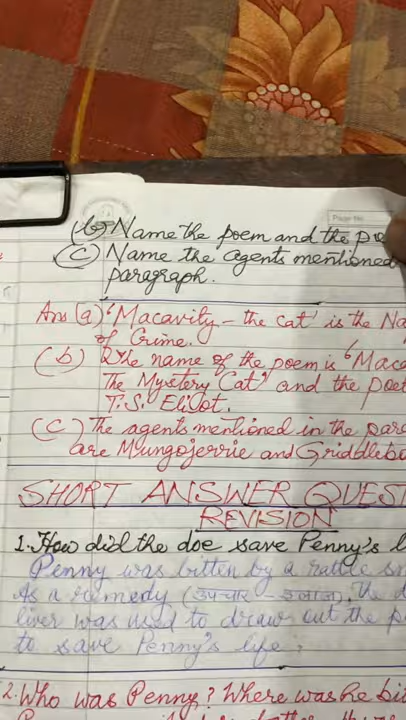 Page No.
(b) Name the poem and the
(c) Name the agents mentioned
paragraph.
Ans (a) 'Macavity - the cat' is the Na
of Crime.
(b) The name of the poem is 'Maca
The Mystery Cat' and the poet
T.S. Eliot.
(c) The agents mentioned in the para
are Mungojerrie and Griddlebo
SHORT ANSWER QUEST
REVISION
1. How did the doe save Penny's l
Penny was bitten by a rattle sn
As a remedy (उपचार - इलाज), the d
liver was used to draw out the p
to save Penny's life.
2. Who was Penny? Where was he bi